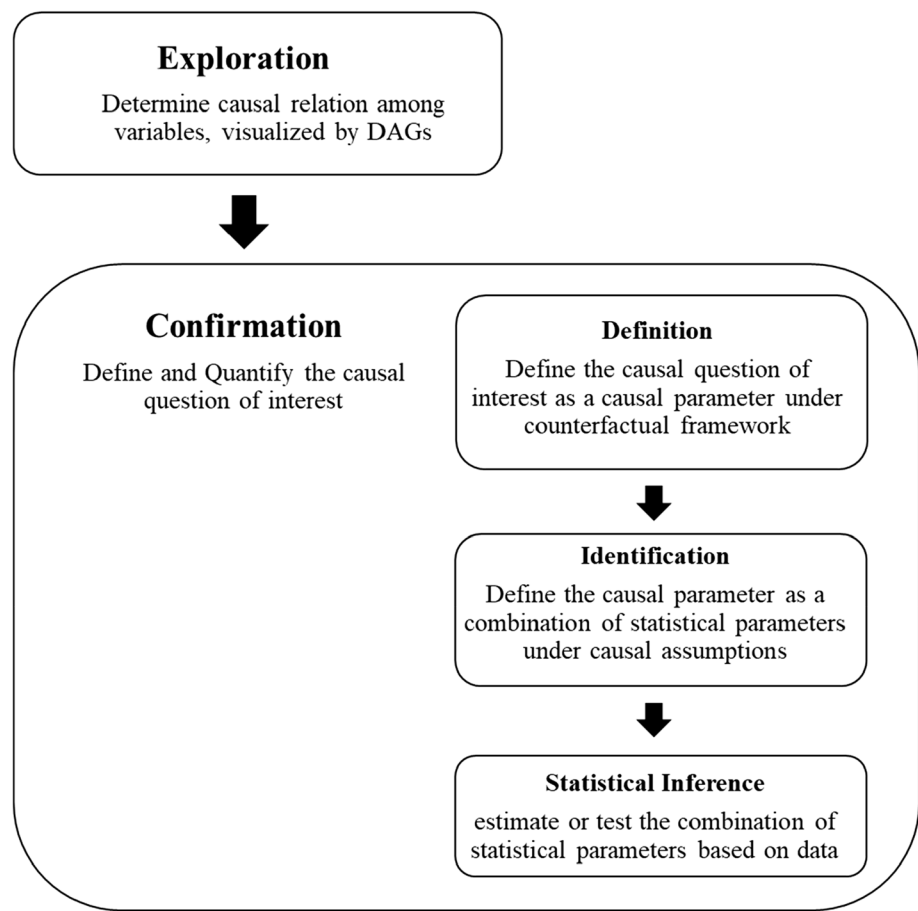 Exploration
Determine causal relation among
variables, visualized by DAGs
Confirmation
Define and Quantify the causal
question of interest
Definition
Define the causal question of
interest as a causal parameter under
counterfactual framework
Identification
Define the causal parameter as a
combination of statistical parameters
under causal assumptions
Statistical Inference
estimate or test the combination of
statistical parameters based on data